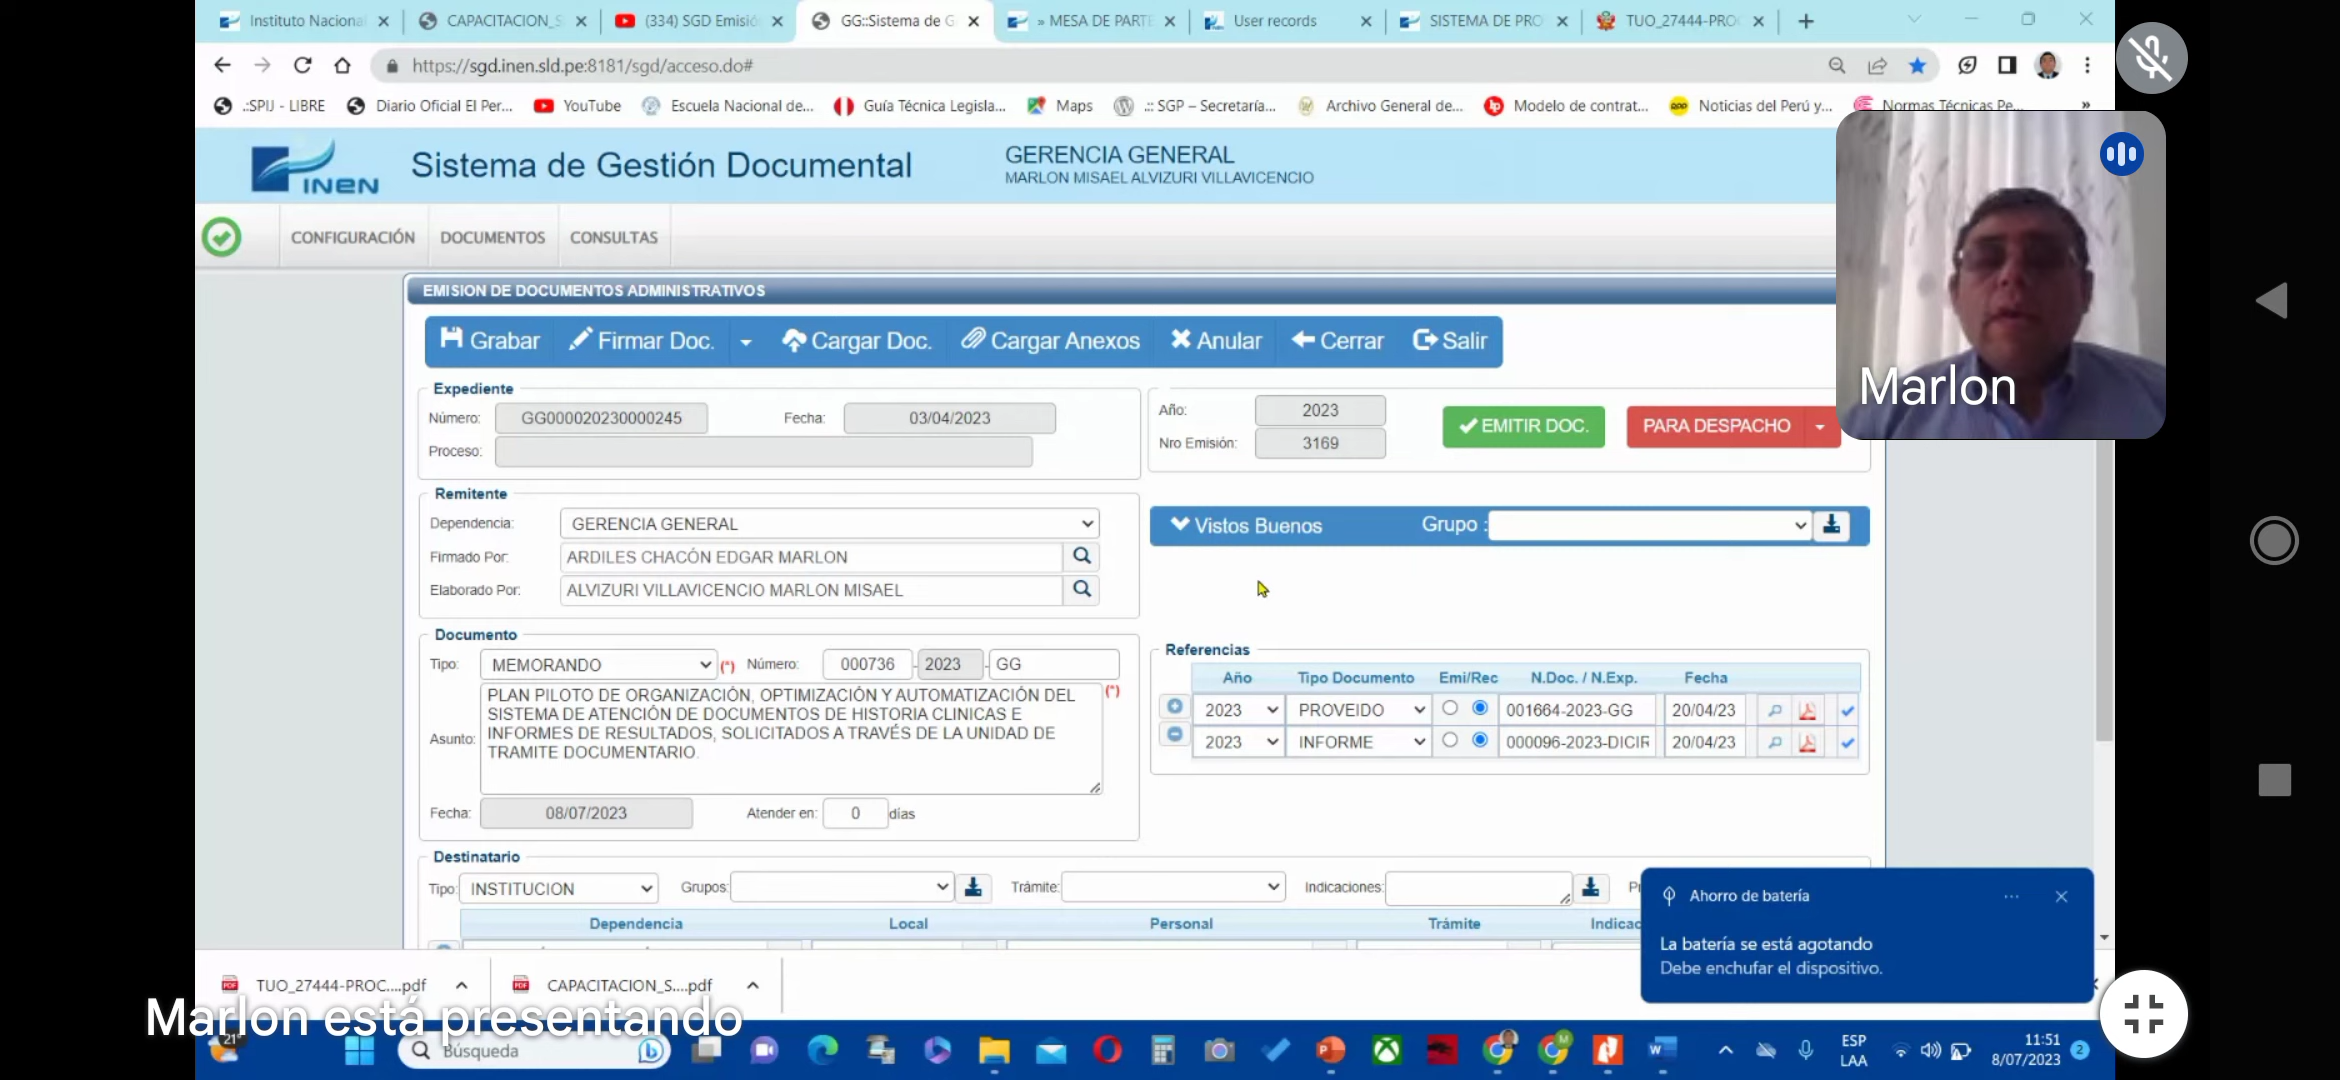 Instituto Naciona
CAPACITACION_S
(334) SGD Emisió
GG::Sistema de G
» MESA DE PARTE
User records
SISTEMA DE PRO
TUO_27444-PRO
https://sgd.inen.sld.pe:8181/sgd/acceso.do#
.:SPIJ - LIBRE
Diario Oficial El Per...
YouTube
Escuela Nacional de...
Guía Técnica Legisla...
Maps
.:: SGP – Secretaría...
Archivo General de...
Modelo de contrat...
Noticias del Perú y...
Normas Técnicas Pe...
»
INEN
Sistema de Gestión Documental
GERENCIA GENERAL
MARLON MISAEL ALVIZURI VILLAVICENCIO
Marlon
CONFIGURACIÓN
DOCUMENTOS
CONSULTAS
EMISION DE DOCUMENTOS ADMINISTRATIVOS
Grabar
Firmar Doc.
Cargar Doc.
Cargar Anexos
Anular
Cerrar
Salir
Expediente
Número: GG000020230000245 Fecha: 03/04/2023
Proceso:
Año: 2023
Nro Emisión: 3169
EMITIR DOC.
PARA DESPACHO
Remitente
Dependencia: GERENCIA GENERAL
Firmado Por: ARDILES CHACÓN EDGAR MARLON
Elaborado Por: ALVIZURI VILLAVICENCIO MARLON MISAEL
Vistos Buenos Grupo :
Documento
Tipo: MEMORANDO (*) Número: 000736 - 2023 - GG
Asunto:
PLAN PILOTO DE ORGANIZACIÓN, OPTIMIZACIÓN Y AUTOMATIZACIÓN DEL
SISTEMA DE ATENCIÓN DE DOCUMENTOS DE HISTORIA CLINICAS E
INFORMES DE RESULTADOS, SOLICITADOS A TRAVÉS DE LA UNIDAD DE
TRAMITE DOCUMENTARIO.
(*)
Fecha: 08/07/2023 Atender en: 0 días
Referencias
Año Tipo Documento Emi/Rec N.Doc. / N.Exp. Fecha
2023 PROVEIDO 001664-2023-GG 20/04/23
2023 INFORME 000096-2023-DICIR 20/04/23
Destinatario
Tipo: INSTITUCION Grupos: Trámite: Indicaciones: Pr
Dependencia Local Personal Trámite Indicac
Ahorro de batería
La batería se está agotando
Debe enchufar el dispositivo.
TUO_27444-PROC....pdf
CAPACITACION_S....pdf
Marlon está presentando
21°
Búsqueda
ESP
LAA
11:51
8/07/2023
2